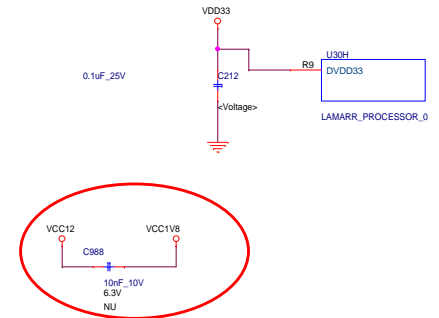 VDD33
U30H
R9
DVDD33
0.1uF_25V
C212
<Voltage>
LAMARR_PROCESSOR_0
VCC12
VCC1V8
C988
10nF_10V
6.3V
NU